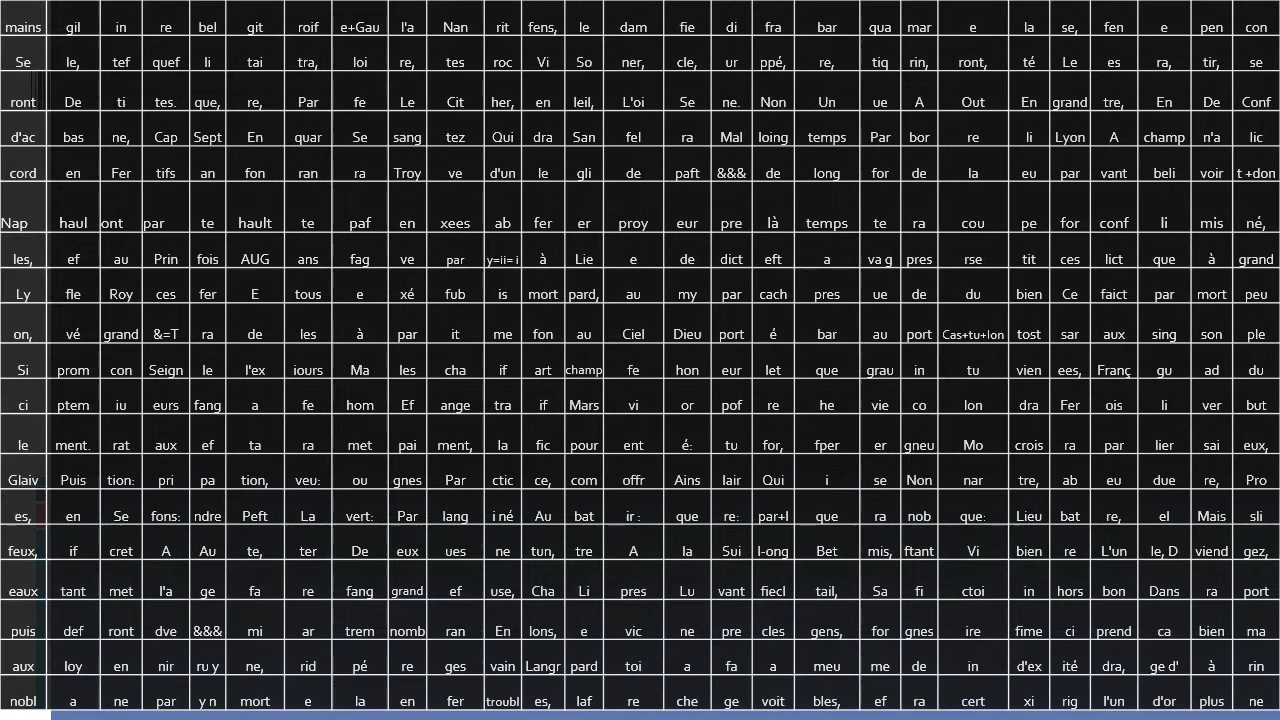 mains gil in re bel git roif e+Gau l'a Nan rit fens, le dam fie di fra bar qua mar e la se, fen e pen con
Se le, tef quef li tai tra, loi re, tes roc Vi So ner, cle, ur ppé, re, tiq rin, ront, té Le es ra, tir, se
ront De ti tes. que, re, Par fe Le Cit her, en leil, L'oi Se ne. Non Un ue A Out En grand tre, En De Conf
d'ac bas ne, Cap Sept En quar Se sang tez Qui dra San fel ra Mal loing temps Par bor re li Lyon A champ n'a lic
cord en Fer tifs an fon ran ra Troy ve d'un le gli de paft &&& de long for de la eu par vant beli voir t +don
Nap haul ont par te hault te paf en xees ab fer er proy eur pre là temps te ra cou pe for conf li mis né,
les, ef au Prin fois AUG ans fag ve par y=ii= i à Lie e de dict eft a va g pres rse tit ces lict que à grand
Ly fle Roy ces fer E tous e xé fub is mort pard, au my par cach pres ue de du bien Ce faict par mort peu
on, vé grand &=T ra de les à par it me fon au Ciel Dieu port é bar au port Cas+tu+lon tost sar aux sing son ple
Si prom con Seign le l'ex iours Ma les cha if art champ fe hon eur let que grau in tu vien ees, Franç gu ad du
ci ptem iu eurs fang a fe hom Ef ange tra if Mars vi or pof re he vie co lon dra Fer ois li ver but
le ment. rat aux ef ta ra met pai ment, la fic pour ent é: tu for, fper er gneu Mo crois ra par lier sai eux,
Glaiv Puis tion: pri pa tion, veu: ou gnes Par ctic ce, com offr Ains lair Qui i se Non nar tre, ab eu due re, Pro
es, en Se fons: ndre Peft La vert: Par lang i né Au bat ir : que re: par+l que ra nob que: Lieu bat re, el Mais sli
feux, if cret A Au te, ter De eux ues ne tun, tre A la Sui l-ong Bet mis, ftant Vi bien re L'un le, D viend gez,
eaux tant met l'a ge fa re fang grand ef use, Cha Li pres Lu vant fiecl tail, Sa fi ctoi in hors bon Dans ra port
puis def ront dve &&& mi ar trem nomb ran En lons, e vic ne pre cles gens, for gnes ire fime ci prend ca bien ma
aux loy en nir ru y ne, rid pé re ges vain Langr pard toi a fa a meu me de in d'ex ité dra, ge d' à rin
nobl a ne par y n mort e la en fer troubl es, laf re che ge voit bles, ef ra cert xi rig l'un d'or plus ne